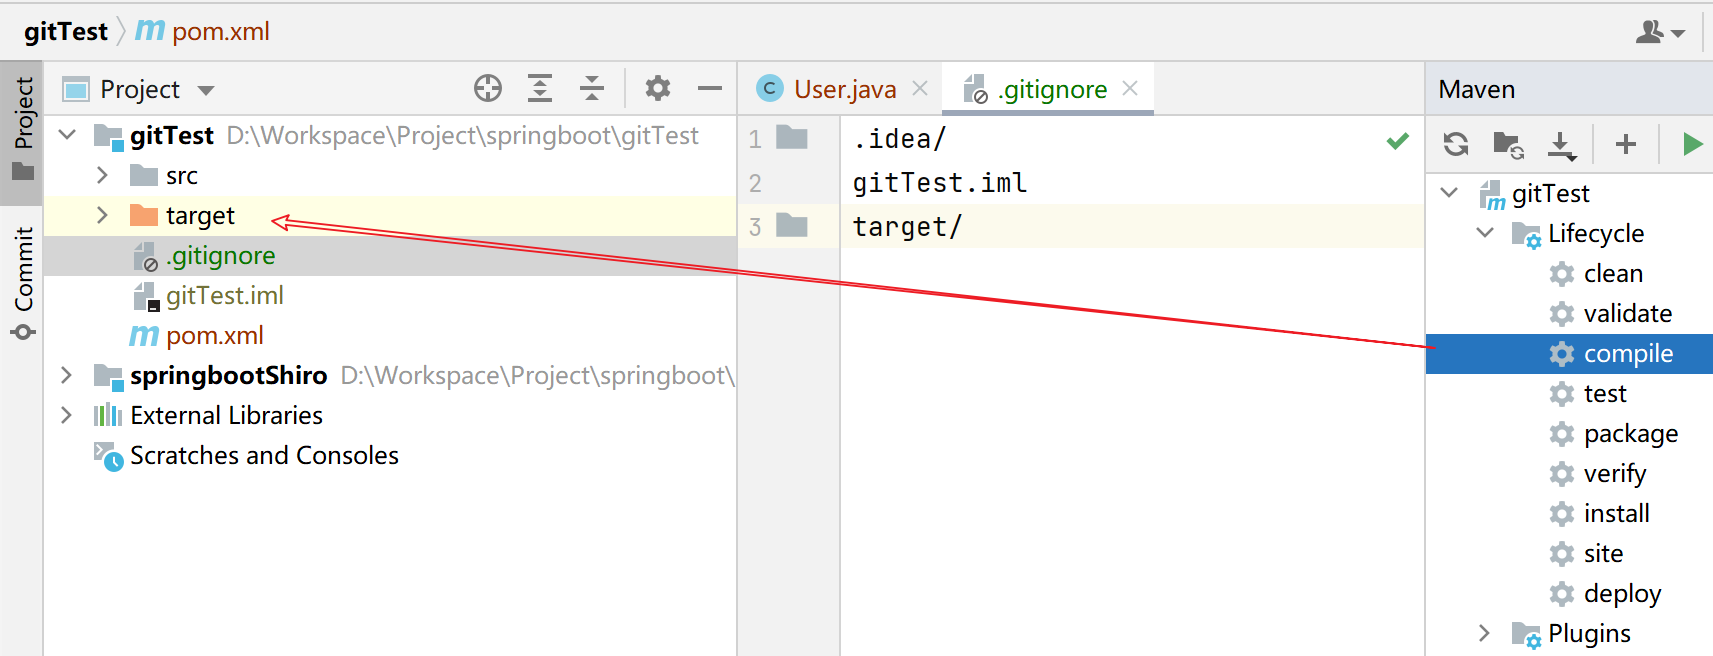 gitTest pom.xml
Project
Commit
Project
gitTest D:\Workspace\Project\springboot\gitTest
src
target
.gitignore
gitTest.iml
pom.xml
springbootShiro D:\Workspace\Project\springboot\
External Libraries
Scratches and Consoles
User.java .gitignore
1 .idea/
2 gitTest.iml
3 target/
Maven
gitTest
Lifecycle
clean
validate
compile
test
package
verify
install
site
deploy
Plugins